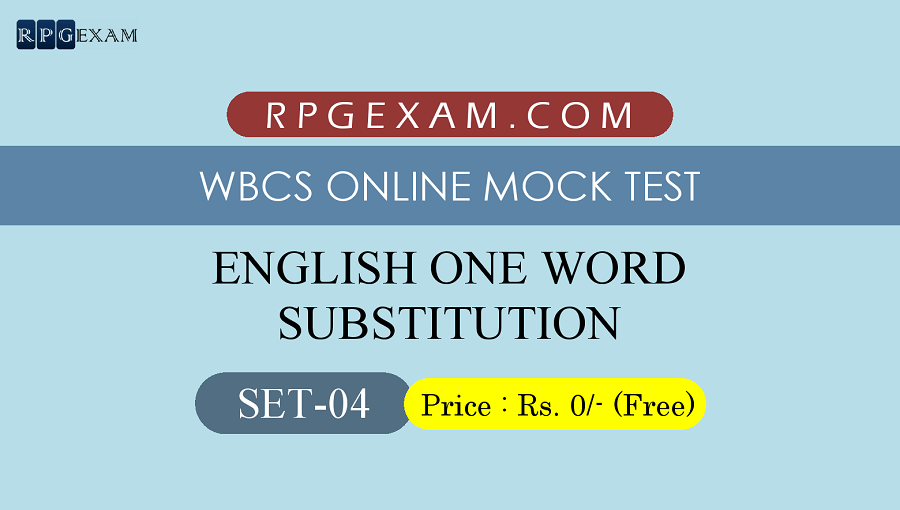 RPGEXAM
RPGEXAM.COM
WBCS ONLINE MOCK TEST
ENGLISH ONE WORD
SUBSTITUTION
SET-04
Price : Rs. 0/- (Free)